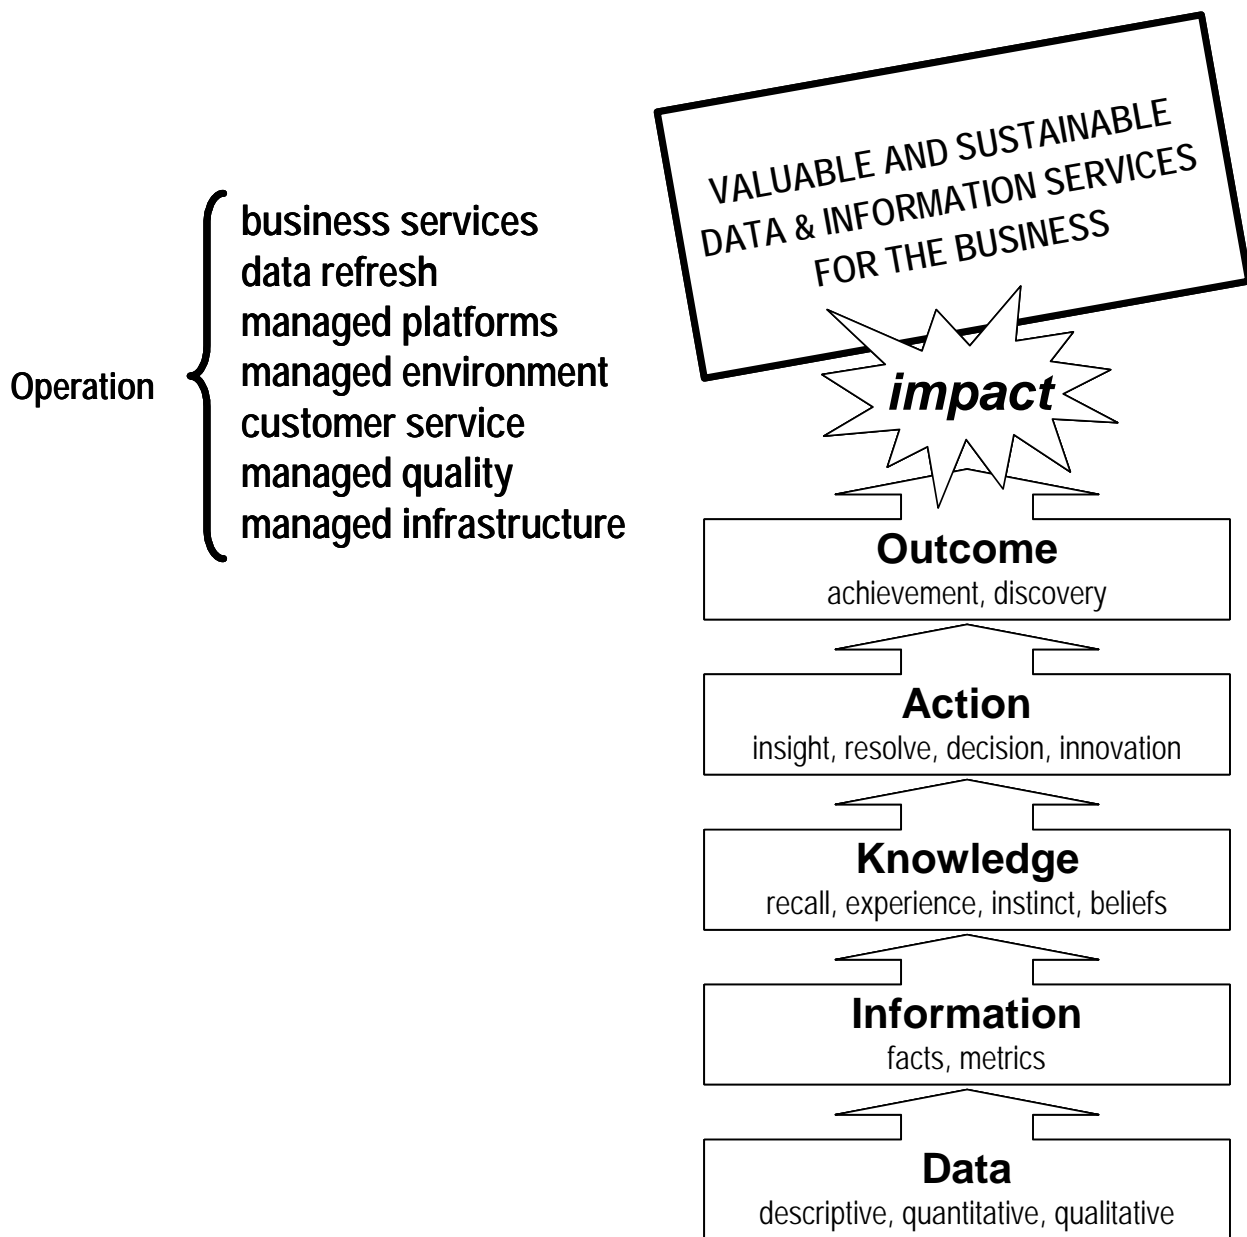 Operation
business services
data refresh
managed platforms
managed environment
customer service
managed quality
managed infrastructure
VALUABLE AND SUSTAINABLE
DATA & INFORMATION SERVICES
FOR THE BUSINESS
impact
Outcome
achievement, discovery
Action
insight, resolve, decision, innovation
Knowledge
recall, experience, instinct, beliefs
Information
facts, metrics
Data
descriptive, quantitative, qualitative